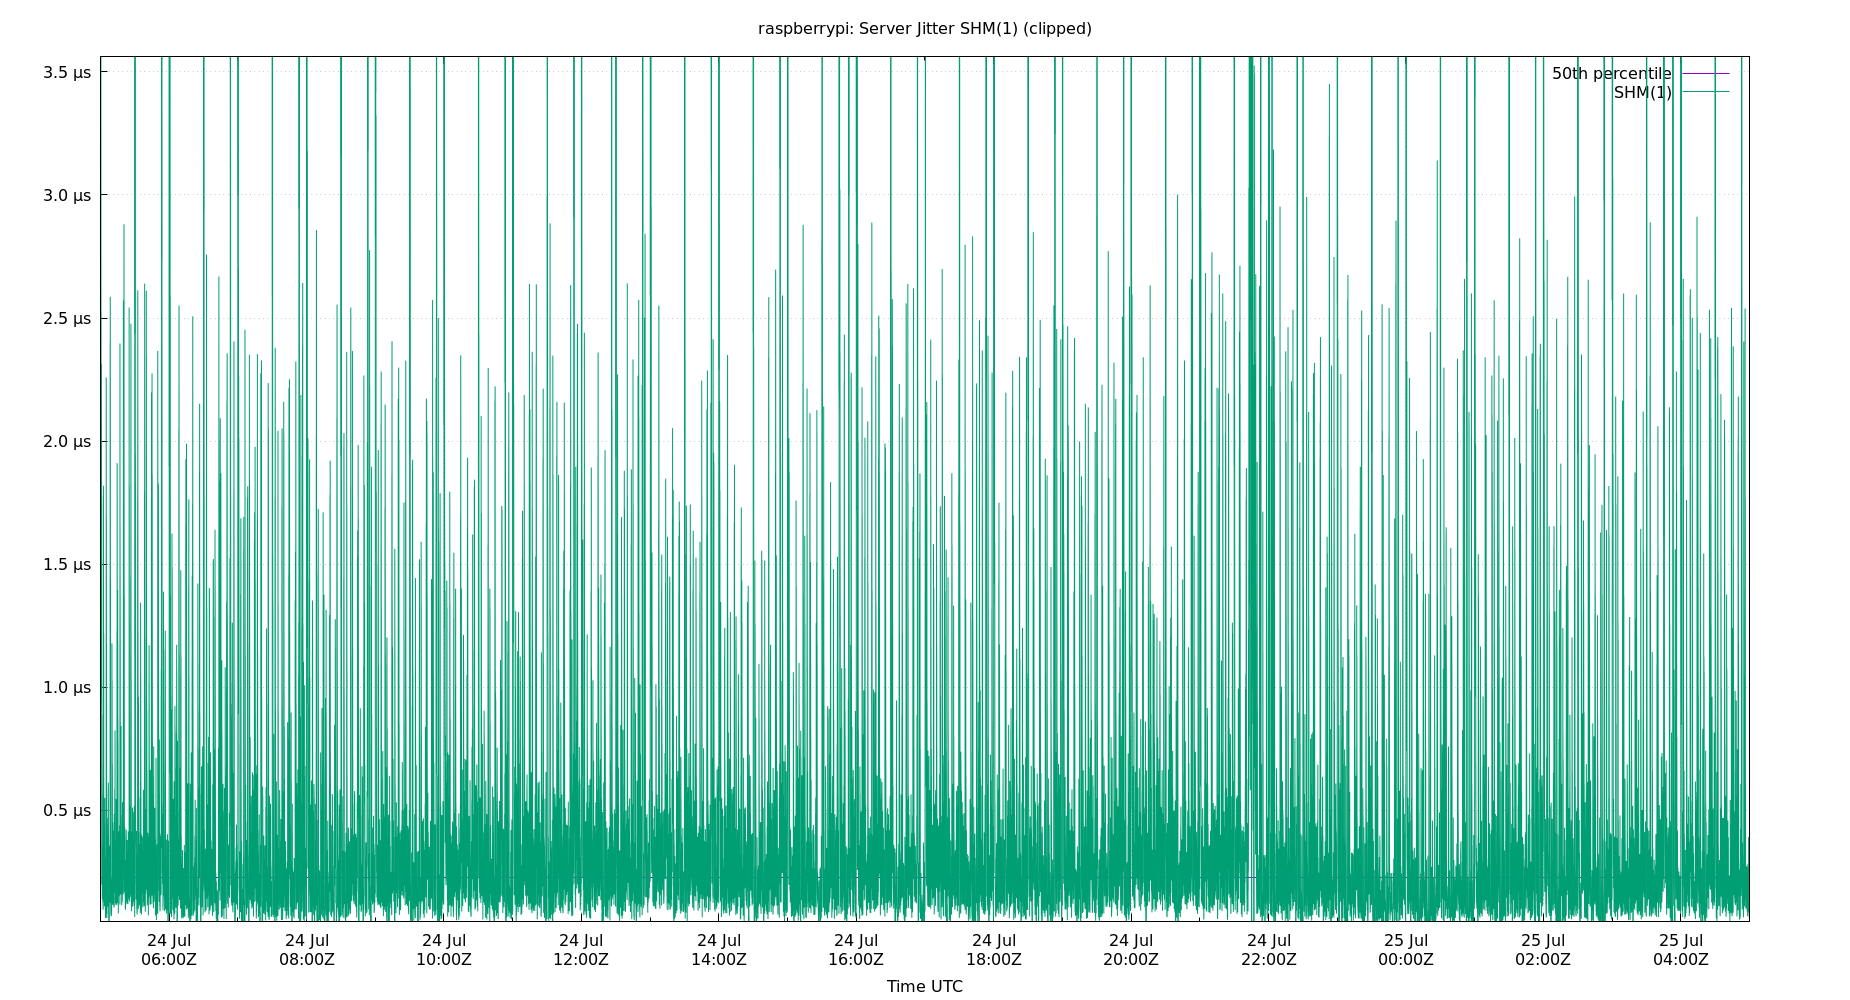 raspberrypi: Server Jitter SHM(1) (clipped)
50th percentile
SHM(1)
3.5 µs
3.0 µs
2.5 µs
2.0 µs
1.5 µs
1.0 µs
0.5 µs
24 Jul 24 Jul 24 Jul 24 Jul 24 Jul 24 Jul 24 Jul 24 Jul 24 Jul 25 Jul 25 Jul 25 Jul
06:00Z 08:00Z 10:00Z 12:00Z 14:00Z 16:00Z 18:00Z 20:00Z 22:00Z 00:00Z 02:00Z 04:00Z
Time UTC